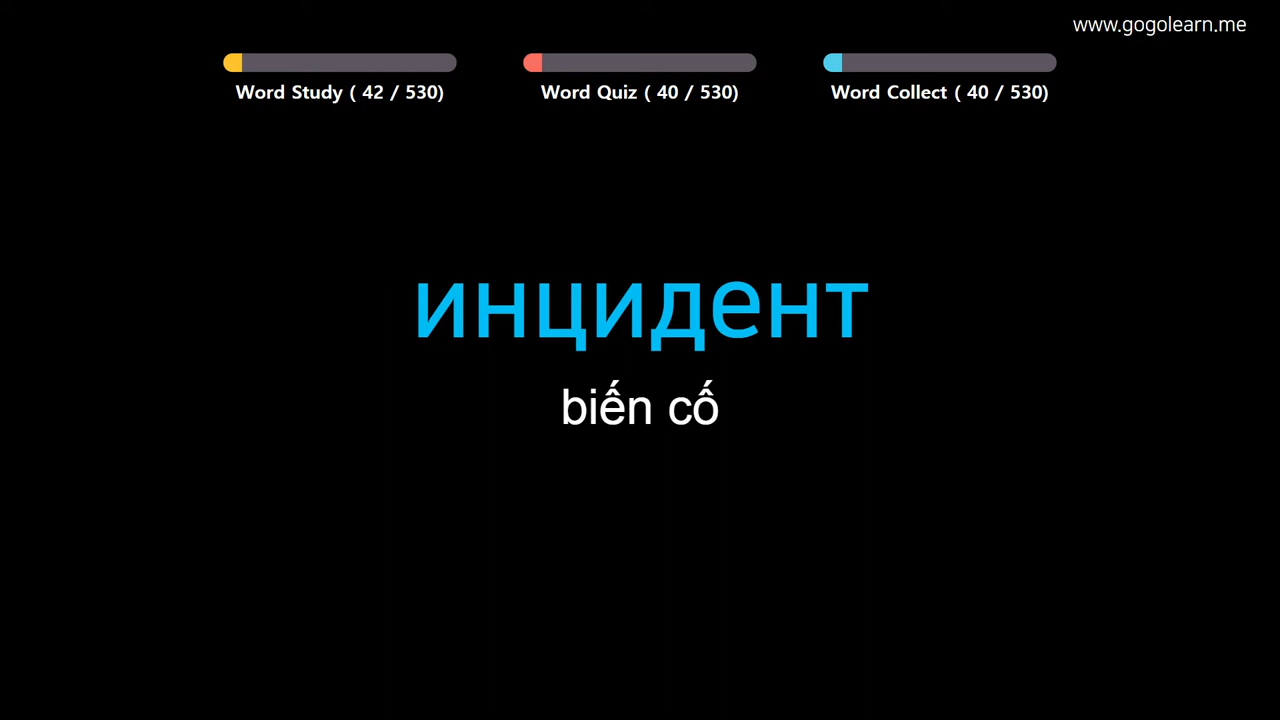 www.gogolearn.me
Word Study ( 42 / 530)
Word Quiz ( 40 / 530)
Word Collect ( 40 / 530)
инцидент
biến cố